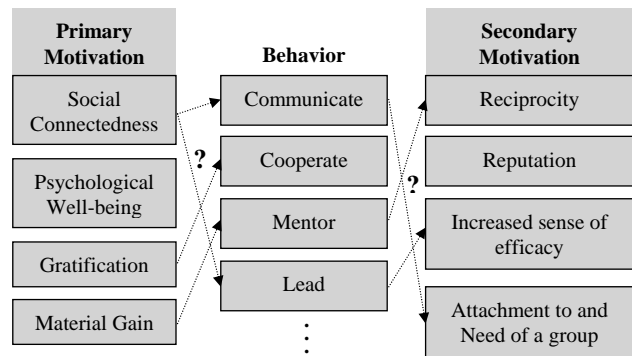 Primary
Motivation
Social
Connectedness
Psychological
Well-being
Gratification
Material Gain
Behavior
Communicate
?
Cooperate
Mentor
Lead
Secondary
Motivation
Reciprocity
Reputation
?
Increased sense of
efficacy
Attachment to and
Need of a group